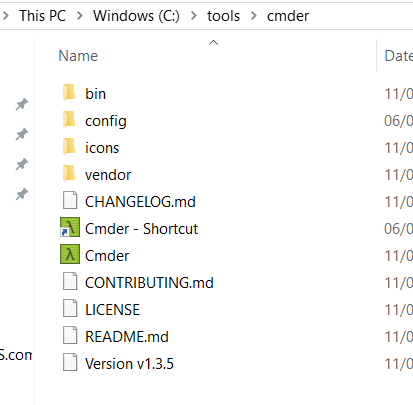 This PC > Windows (C:) > tools > cmder
Name Date
bin 11/0
config 06/0
icons 11/0
vendor 11/0
CHANGELOG.md 11/0
Cmder - Shortcut 06/0
Cmder 11/0
CONTRIBUTING.md 11/0
LICENSE 11/0
README.md 11/0
S.com
Version v1.3.5 11/0